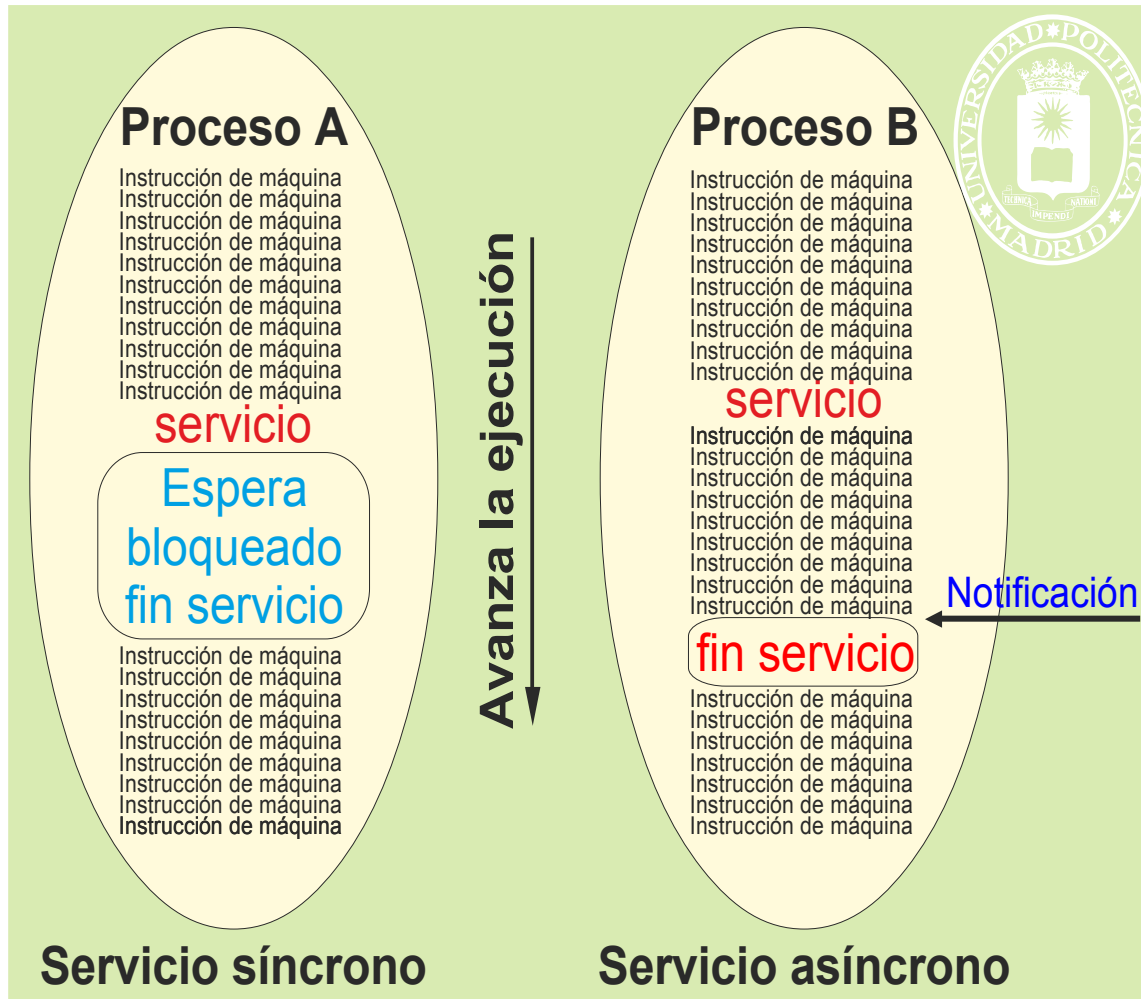 Proceso A
Instrucción de máquina
Instrucción de máquina
Instrucción de máquina
Instrucción de máquina
Instrucción de máquina
Instrucción de máquina
Instrucción de máquina
Instrucción de máquina
Instrucción de máquina
Instrucción de máquina
Instrucción de máquina
servicio
Espera
bloqueado
fin servicio
Instrucción de máquina
Instrucción de máquina
Instrucción de máquina
Instrucción de máquina
Instrucción de máquina
Instrucción de máquina
Instrucción de máquina
Instrucción de máquina
Instrucción de máquina
Servicio síncrono
Avanza la ejecución
Proceso B
Instrucción de máquina
Instrucción de máquina
Instrucción de máquina
Instrucción de máquina
Instrucción de máquina
Instrucción de máquina
Instrucción de máquina
Instrucción de máquina
Instrucción de máquina
Instrucción de máquina
servicio
Instrucción de máquina
Instrucción de máquina
Instrucción de máquina
Instrucción de máquina
Instrucción de máquina
Instrucción de máquina
Instrucción de máquina
Instrucción de máquina
Instrucción de máquina
Notificación
fin servicio
Instrucción de máquina
Instrucción de máquina
Instrucción de máquina
Instrucción de máquina
Instrucción de máquina
Instrucción de máquina
Instrucción de máquina
Servicio asíncrono
UNIVERSIDAD POLITECNICA MADRID
TECHNICA IMPENDI NATIONI